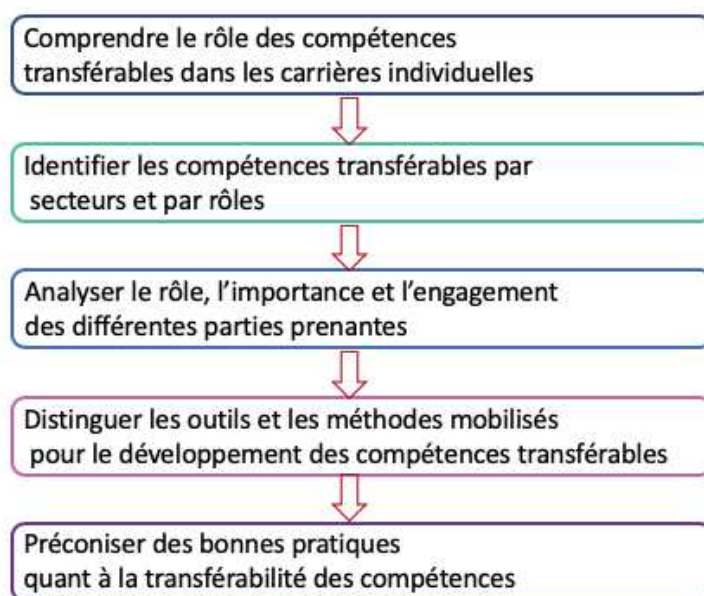 Comprendre le rôle des compétences
transférables dans les carrières individuelles
Identifier les compétences transférables par
secteurs et par rôles
Analyser le rôle, l’importance et l’engagement
des différentes parties prenantes
Distinguer les outils et les méthodes mobilisés
pour le développement des compétences transférables
Préconiser des bonnes pratiques
quant à la transférabilité des compétences